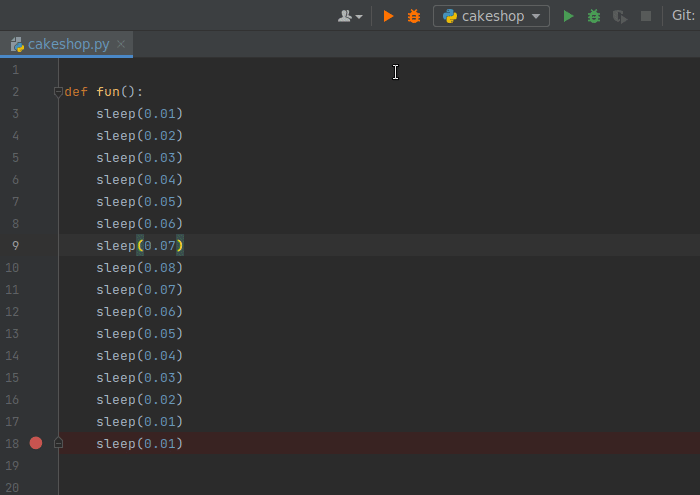 cakeshop
Git:
cakeshop.py
1
2 def fun():
3 sleep(0.01)
4 sleep(0.02)
5 sleep(0.03)
6 sleep(0.04)
7 sleep(0.05)
8 sleep(0.06)
9 sleep(0.07)
10 sleep(0.08)
11 sleep(0.07)
12 sleep(0.06)
13 sleep(0.05)
14 sleep(0.04)
15 sleep(0.03)
16 sleep(0.02)
17 sleep(0.01)
18 sleep(0.01)
19
20